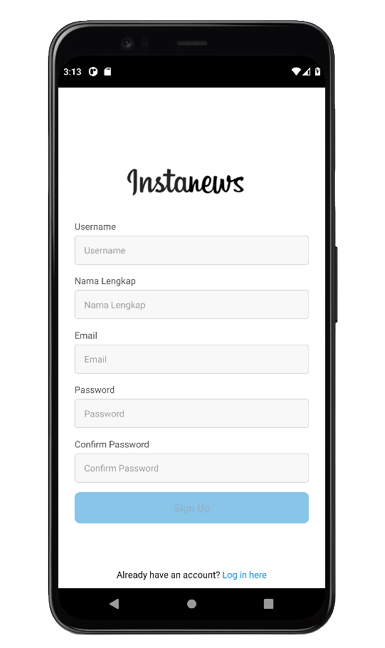 3:13
Instanews
Username
Username
Nama Lengkap
Nama Lengkap
Email
Email
Password
Password
Confirm Password
Confirm Password
Sign Up
Already have an account? Log in here